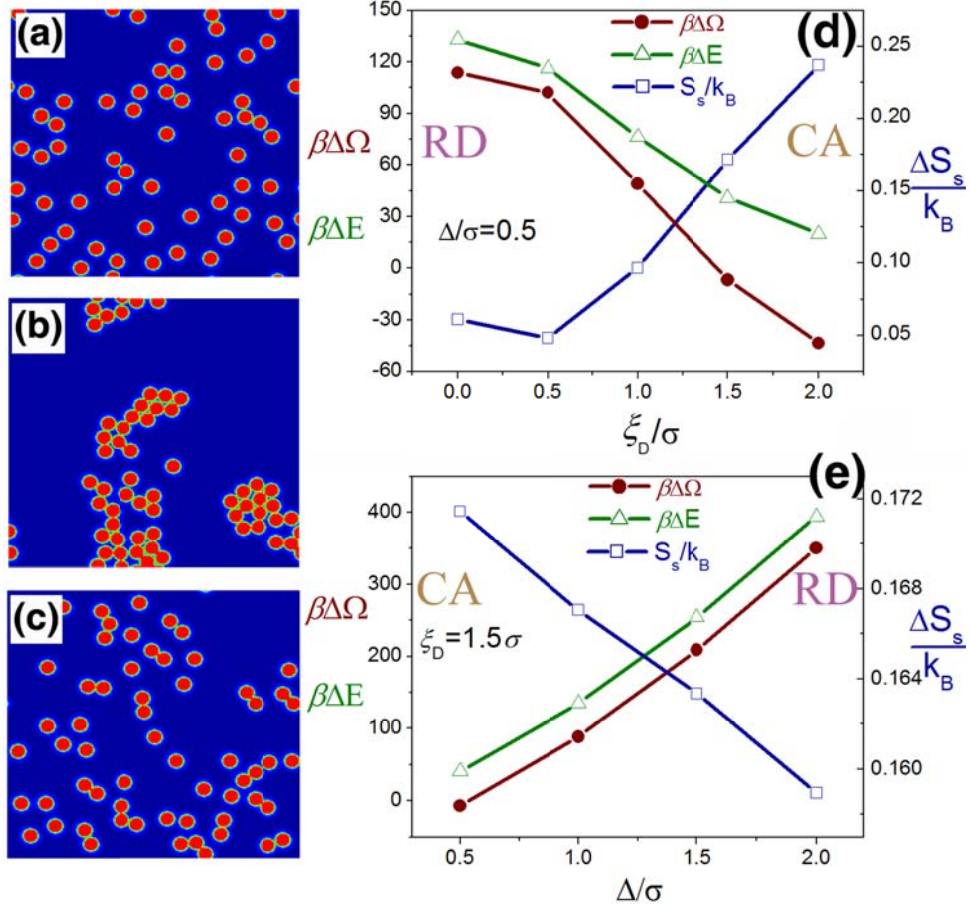 (a)
(b)
(c)
(d)
βΔΩ
βΔE
S_s/k_B
RD
CA
βΔΩ
βΔE
Δ/σ=0.5
150
120
90
60
30
0
-30
-60
0.25
0.20
0.15
0.10
0.05
ΔS_s
k_B
0.0 0.5 1.0 1.5 2.0
ξ_D/σ
(e)
βΔΩ
βΔE
S_s/k_B
CA
RD
βΔΩ
βΔE
ξ_D=1.5σ
400
300
200
100
0
0.172
0.168
0.164
0.160
ΔS_s
k_B
0.5 1.0 1.5 2.0
Δ/σ